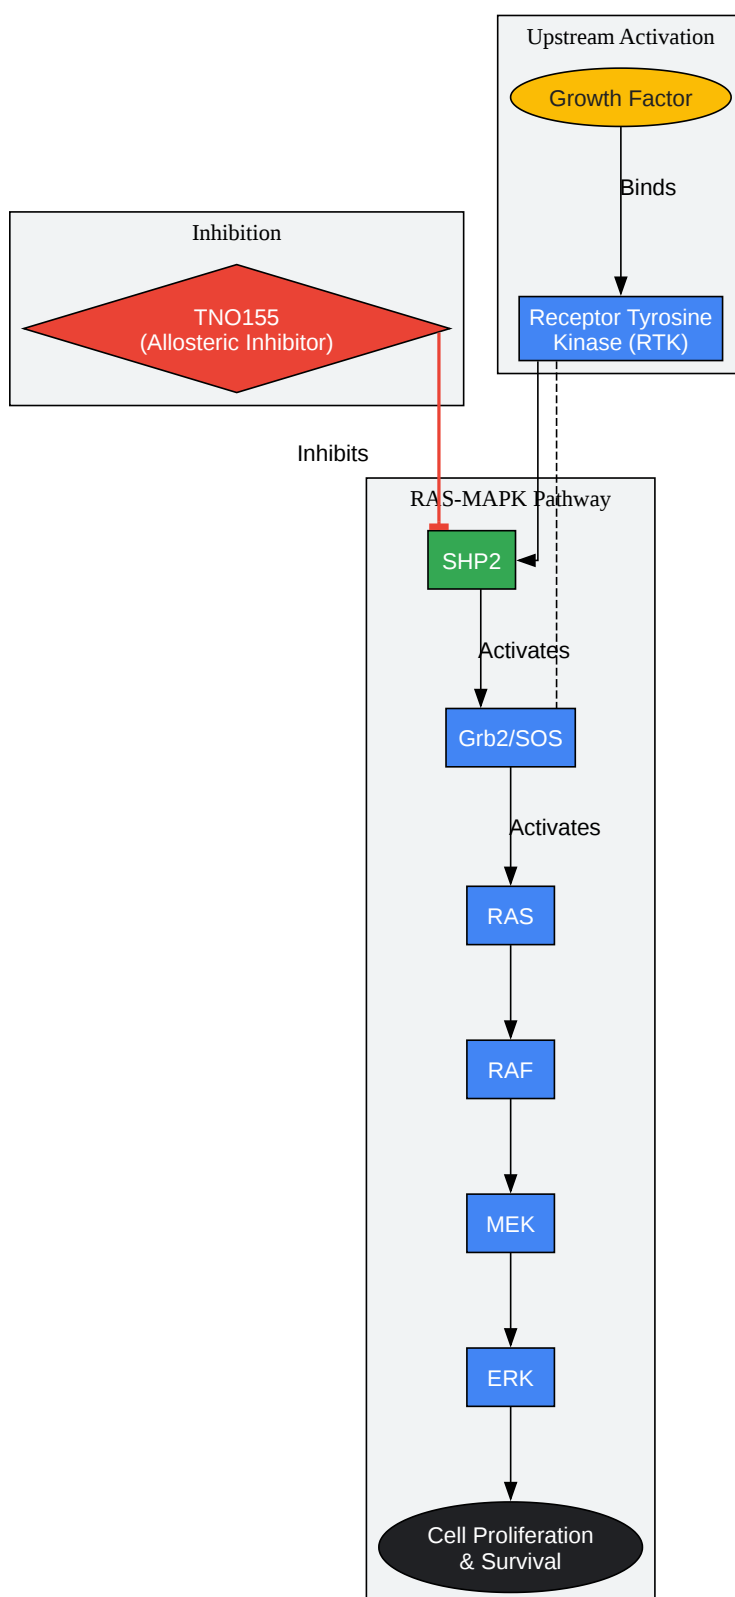 Upstream Activation
Growth Factor
Binds
Inhibition
TNO155
(Allosteric Inhibitor)
Receptor Tyrosine
Kinase (RTK)
Inhibits
RAS-MAPK Pathway
SHP2
Activates
Grb2/SOS
Activates
RAS
RAF
MEK
ERK
Cell Proliferation
& Survival